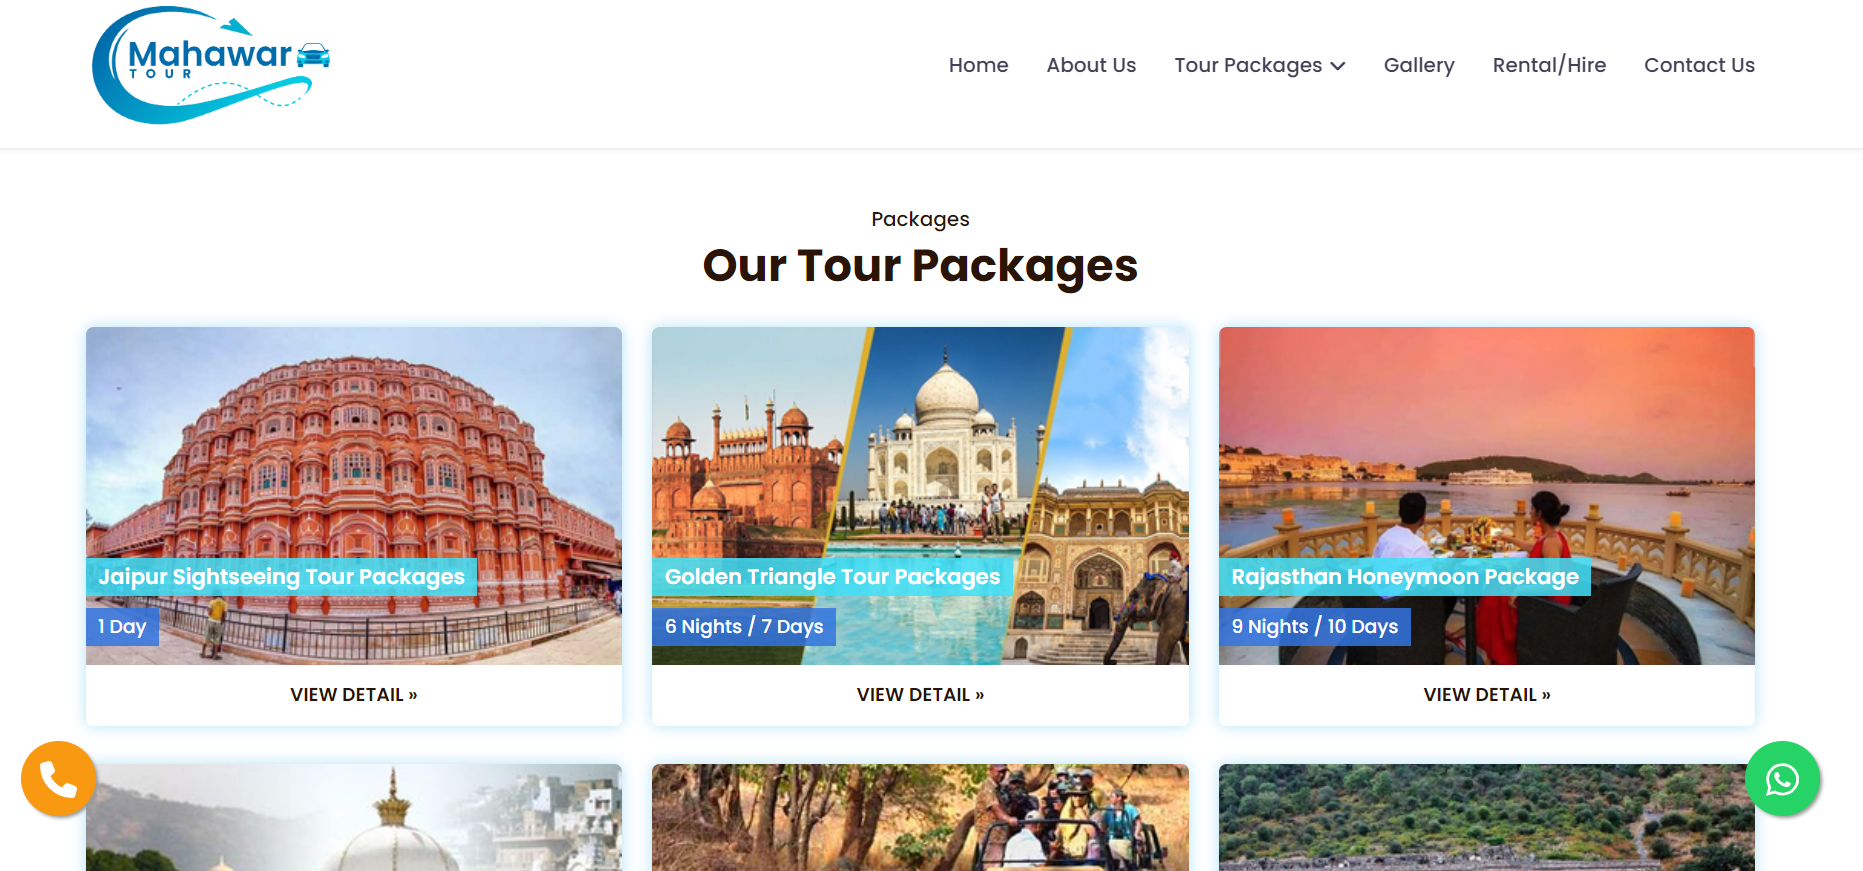 Mahawar
TOUR
Home
About Us
Tour Packages
Gallery
Rental/Hire
Contact Us
Packages
Our Tour Packages
Jaipur Sightseeing Tour Packages
1 Day
VIEW DETAIL »
Golden Triangle Tour Packages
6 Nights / 7 Days
VIEW DETAIL »
Rajasthan Honeymoon Package
9 Nights / 10 Days
VIEW DETAIL »